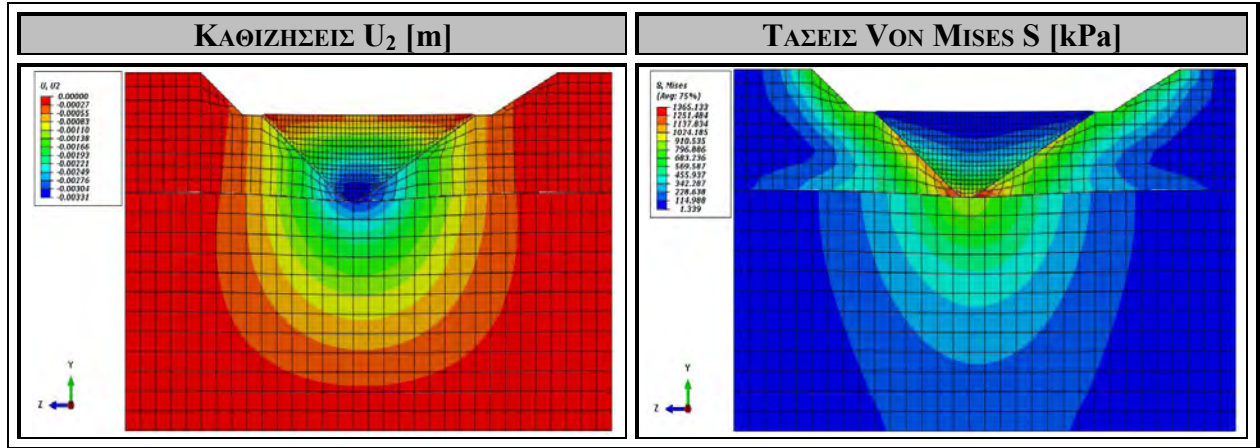 ΚΑΘΙΖΗΣΕΙΣ U2 [m]
ΤΑΣΕΙΣ VON MISES S [kPa]
U, U2
0.00000
-0.00027
-0.00055
-0.00083
-0.00110
-0.00138
-0.00166
-0.00193
-0.00221
-0.00249
-0.00276
-0.00304
-0.00331
Y
Z
S, Mises
(Avg: 75%)
1365.133
1251.484
1137.834
1024.185
910.535
796.886
683.236
569.587
455.937
342.287
228.638
114.988
1.339
Y
Z